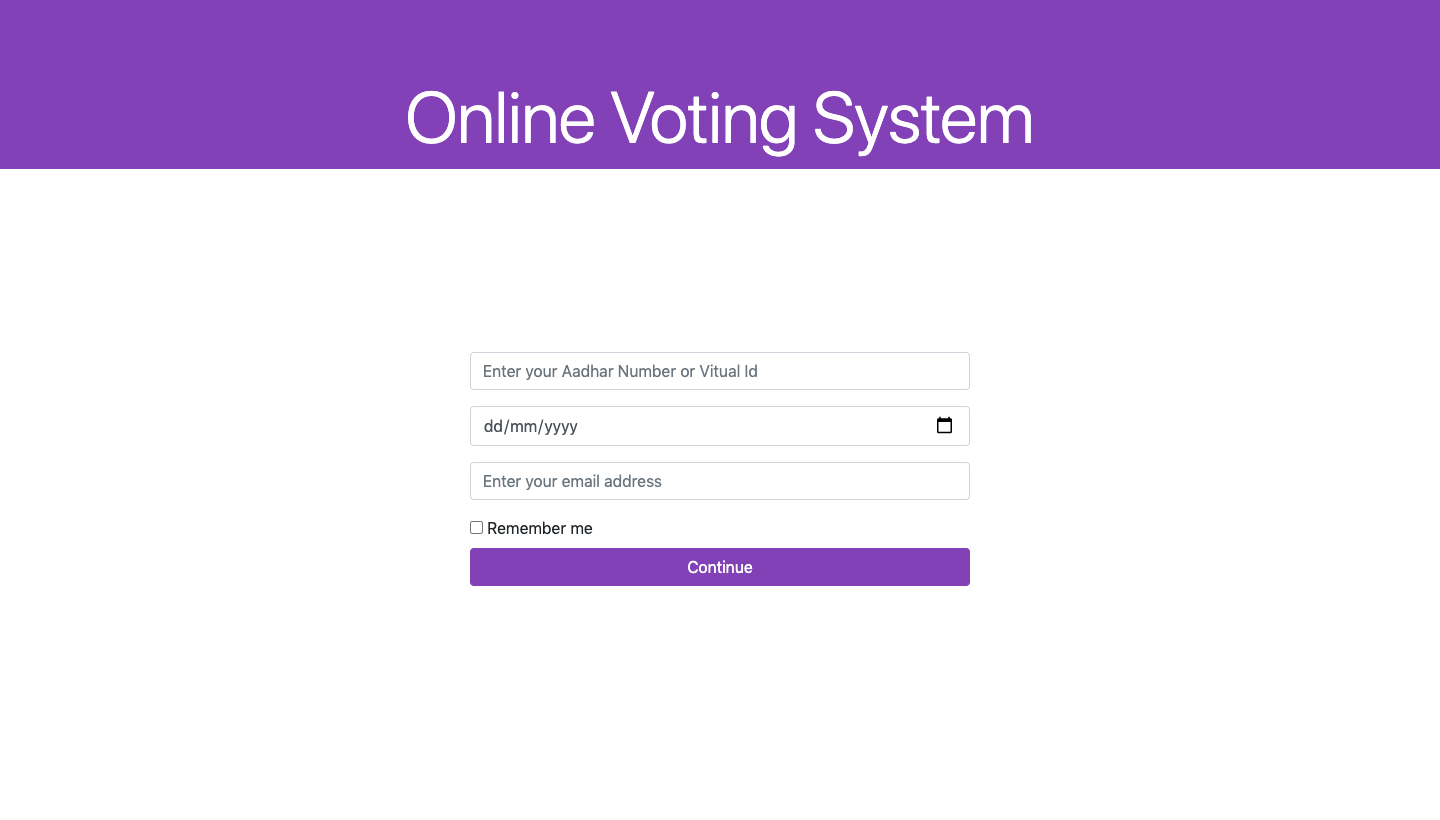 Online Voting System
Enter your Aadhar Number or Vitual Id
dd/mm/yyyy
Enter your email address
Remember me
Continue